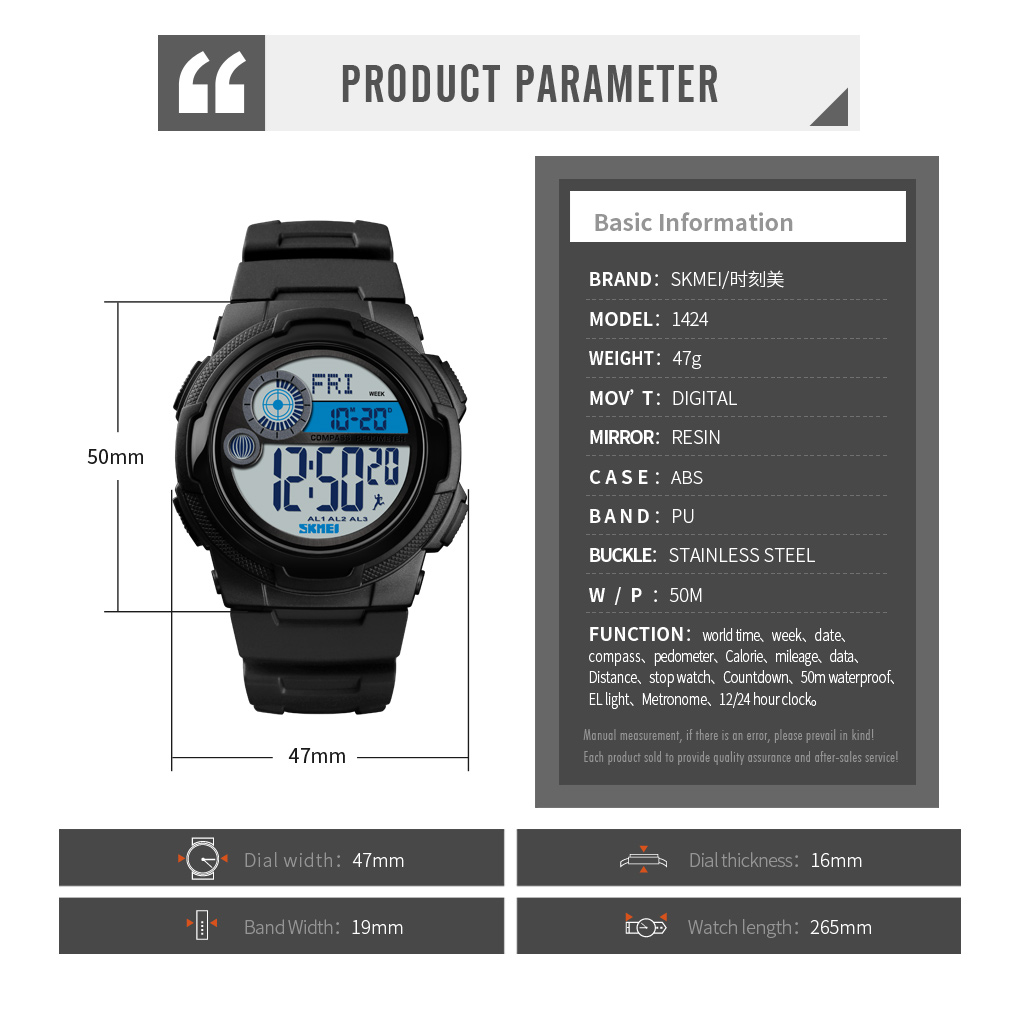 PRODUCT PARAMETER
Basic Information
BRAND： SKMEI/时刻美
MODEL： 1424
WEIGHT： 47g
MOV’ T： DIGITAL
MIRROR： RESIN
CASE： ABS
BAND： PU
BUCKLE： STAINLESS STEEL
W / P ： 50M
FUNCTION： world time、week、date、
compass、pedometer、Calorie、mileage、data、
Distance、stop watch、Countdown、50m waterproof、
EL light、Metronome、12/24 hour clock。
Manual measurement, if there is an error, please prevail in kind!
Each product sold to provide quality assurance and after-sales service!
FRI
WEEK
10-20
12:50 20
AL1 AL2 AL3
SKMEI
50mm
47mm
Dial width： 47mm
Dial thickness： 16mm
Band Width： 19mm
Watch length： 265mm